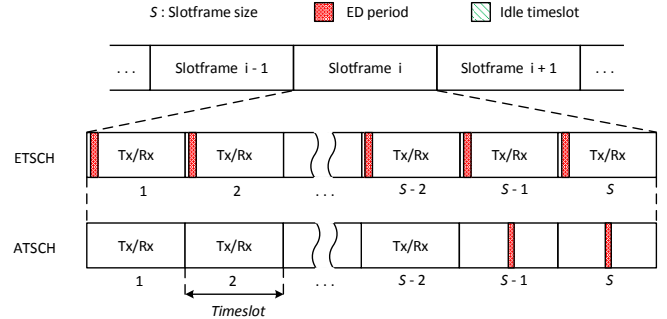 S : Slotframe size ED period Idle timeslot
. . . Slotframe i - 1 Slotframe i Slotframe i + 1 . . .
ETSCH Tx/Rx Tx/Rx Tx/Rx Tx/Rx Tx/Rx
1 2 . . . S - 2 S - 1 S
ATSCH Tx/Rx Tx/Rx Tx/Rx
1 2 . . . S - 2 S - 1 S
Timeslot